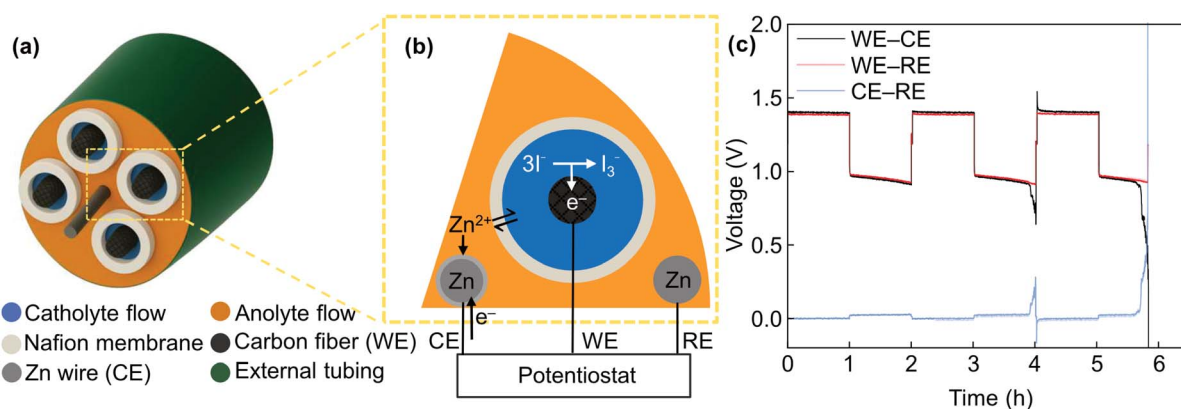 (a)
Catholyte flow
Anolyte flow
Nafion membrane
Carbon fiber (WE)
Zn wire (CE)
External tubing
(b)
3I⁻ I₃⁻
e⁻
Zn²⁺
Zn
Zn
e⁻
CE WE RE
Potentiostat
(c)
WE–CE
WE–RE
CE–RE
Voltage (V)
2.0
1.5
1.0
0.5
0.0
0 1 2 3 4 5 6
Time (h)